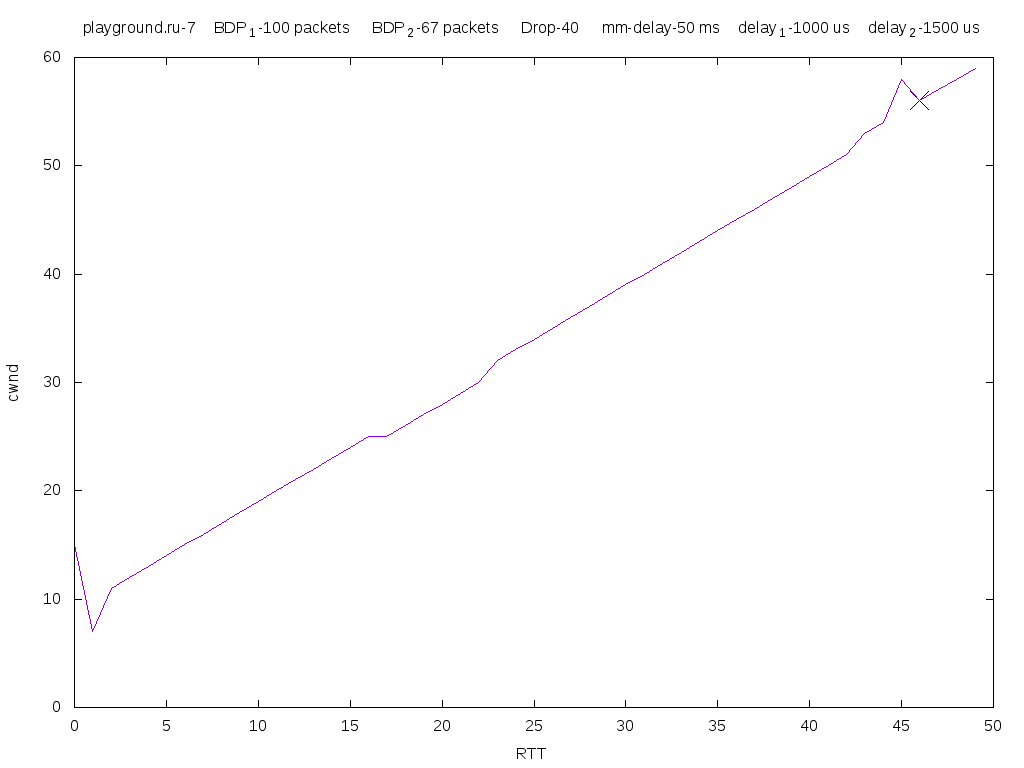 playground.ru-7 BDP1-100 packets BDP2-67 packets Drop-40 mm-delay-50 ms delay1-1000 us delay2-1500 us
60
50
40
30
20
10
0
cwnd
0 5 10 15 20 25 30 35 40 45 50
RTT